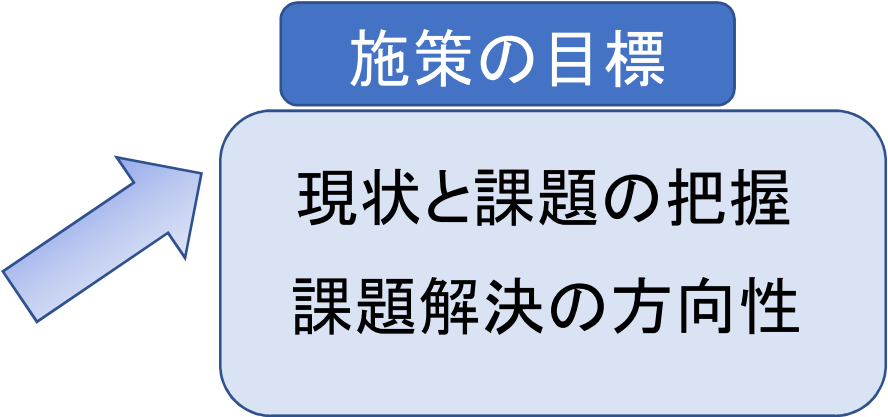 施策の目標
現状と課題の把握
課題解決の方向性